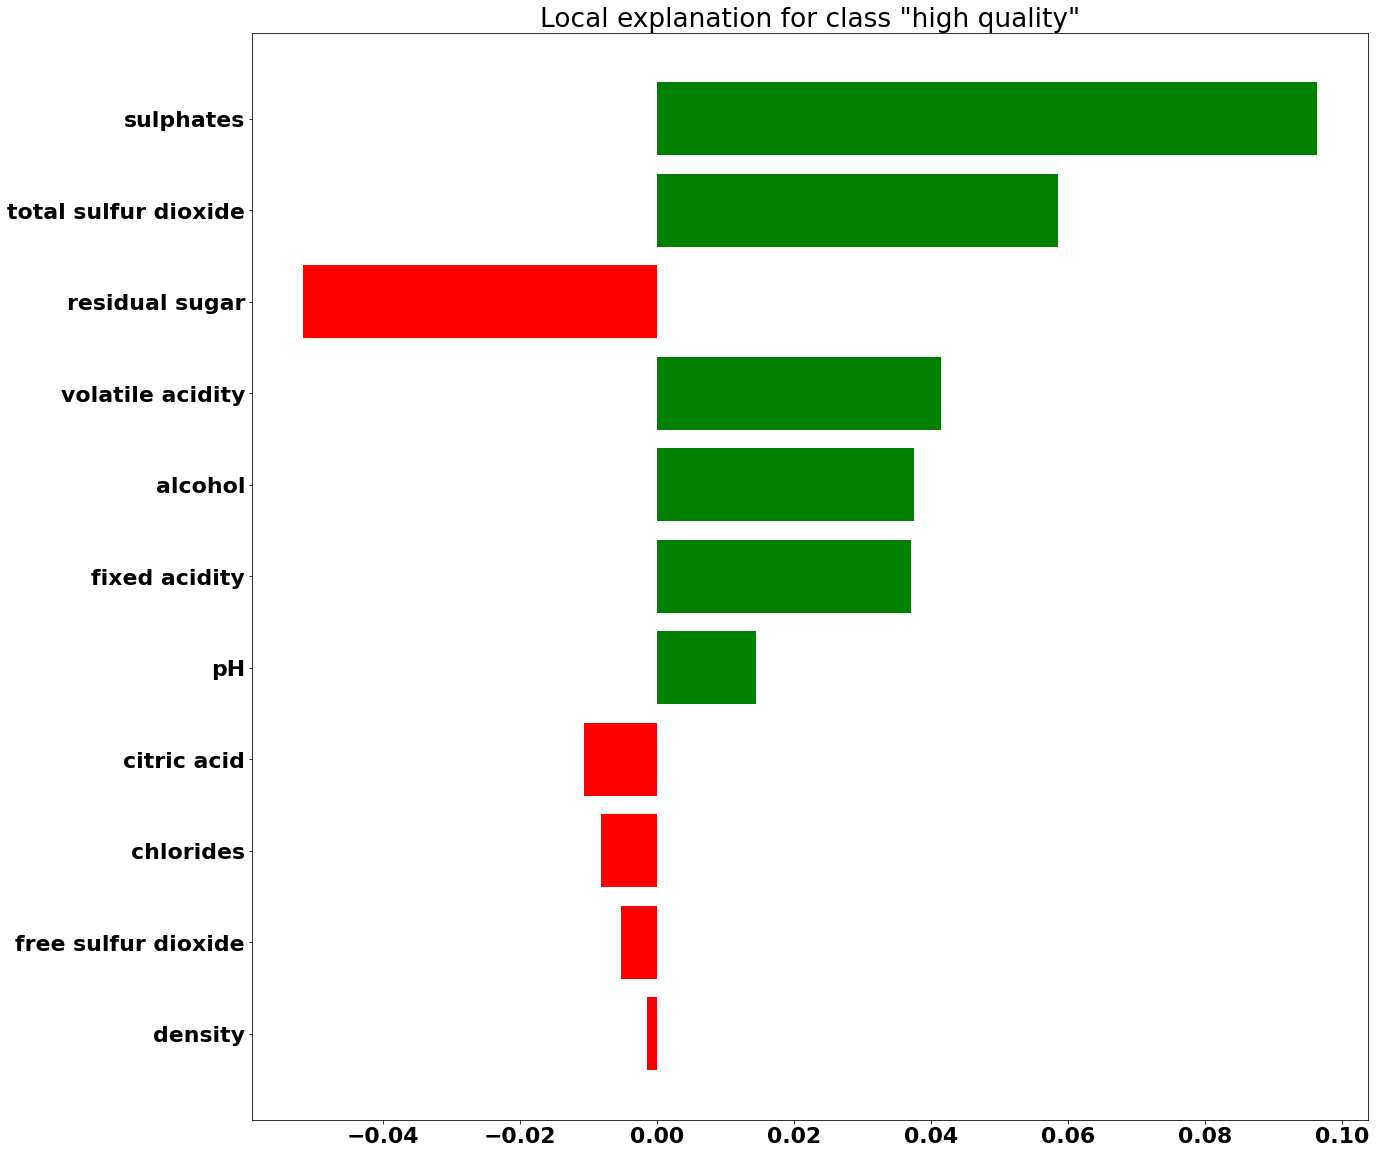 Local explanation for class "high quality"
sulphates
total sulfur dioxide
residual sugar
volatile acidity
alcohol
fixed acidity
pH
citric acid
chlorides
free sulfur dioxide
density
−0.04 −0.02 0.00 0.02 0.04 0.06 0.08 0.10